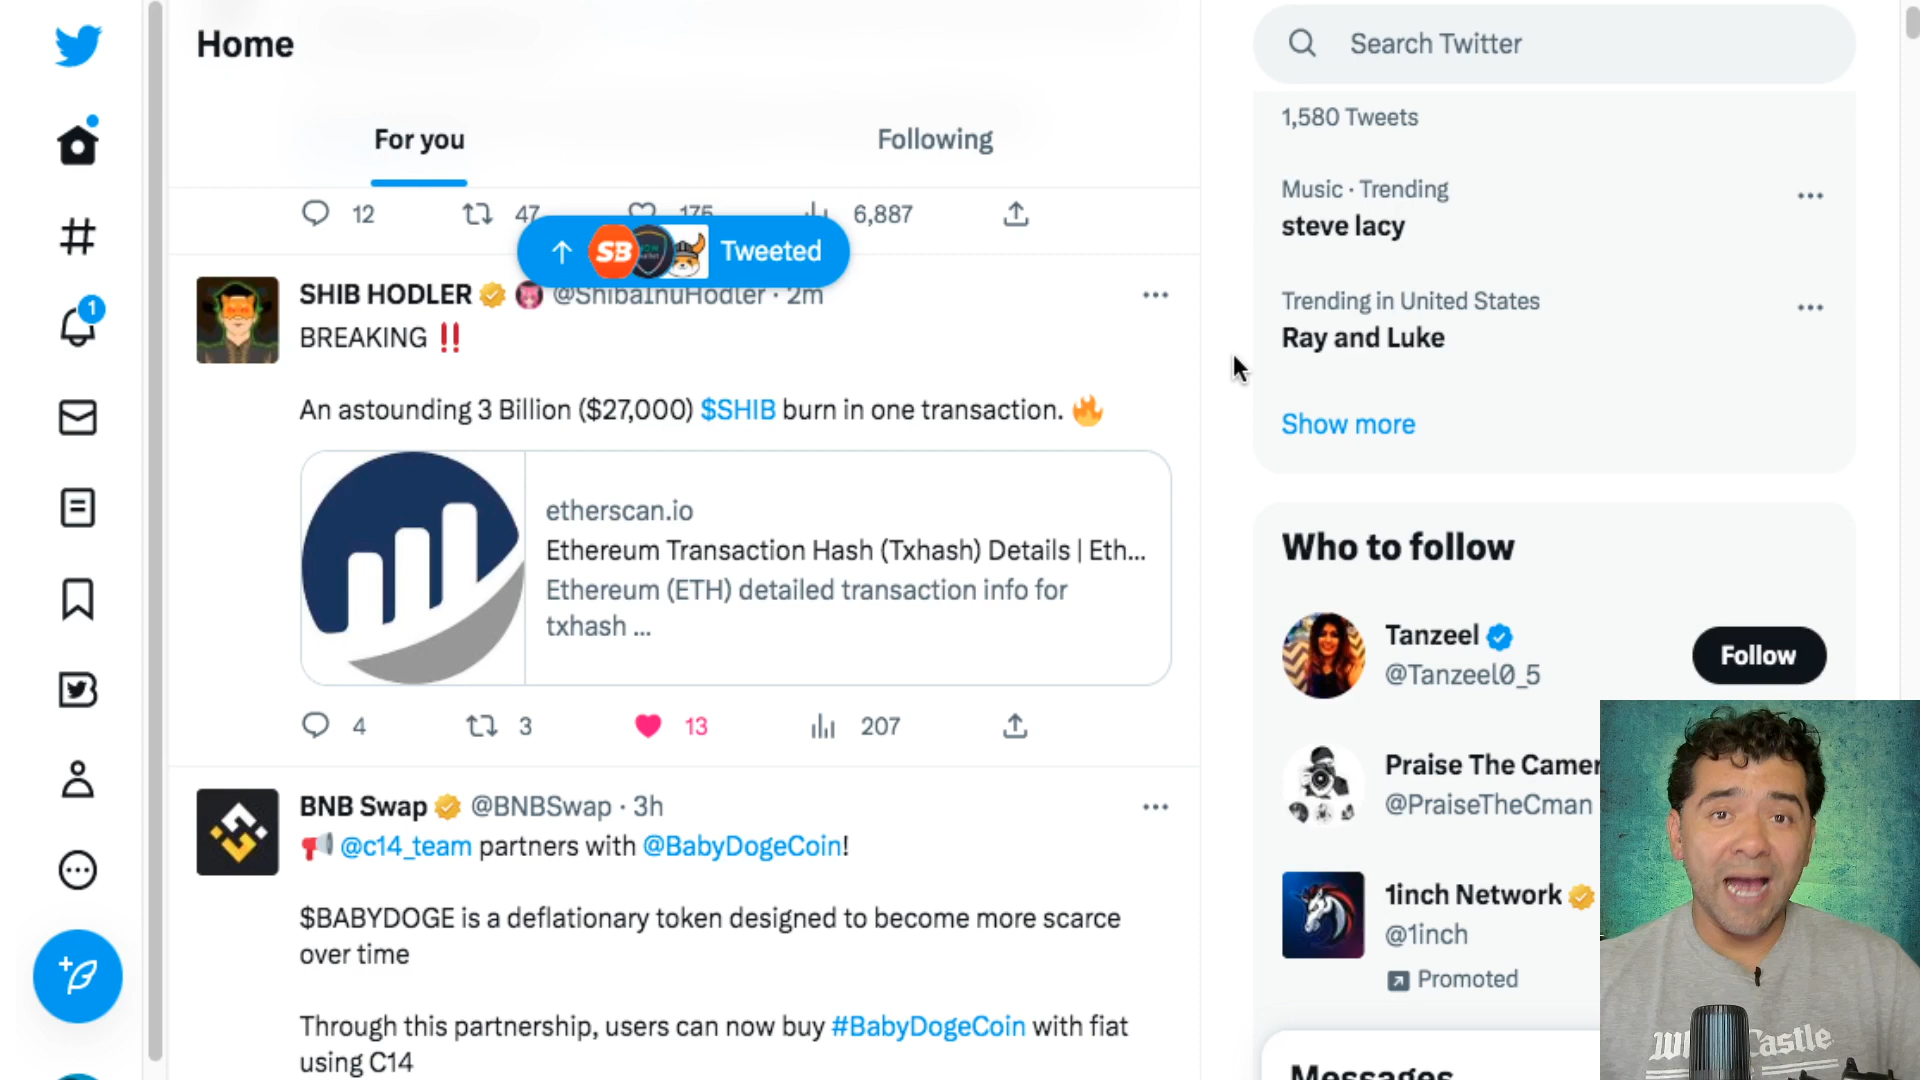 Home
Search Twitter
For you
Following
12
47
175
6,887
SB
Tweeted
SHIB HODLER @ShibaInuHodler · 2m
BREAKING ‼️
An astounding 3 Billion ($27,000) $SHIB burn in one transaction. 🔥
etherscan.io
Ethereum Transaction Hash (Txhash) Details | Eth...
Ethereum (ETH) detailed transaction info for
txhash ...
4
3
13
207
BNB Swap @BNBSwap · 3h
📢 @c14_team partners with @BabyDogeCoin!
$BABYDOGE is a deflationary token designed to become more scarce
over time
Through this partnership, users can now buy #BabyDogeCoin with fiat
using C14
1
1,580 Tweets
Music · Trending
steve lacy
Trending in United States
Ray and Luke
Show more
Who to follow
Tanzeel
@Tanzeel0_5
Follow
Praise The Camer
@PraiseTheCman
1inch Network
@1inch
Promoted
Messages